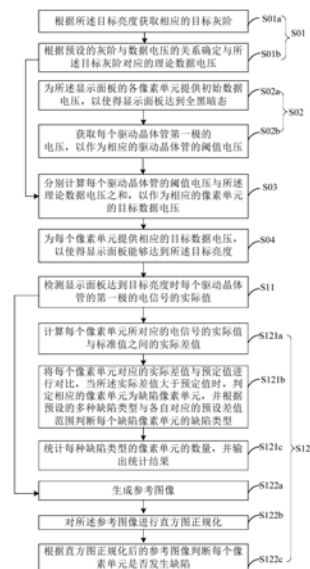 根据所述目标亮度获取相应的目标灰阶
S01a
S01
根据预设的灰阶与数据电压的关系确定与所
述目标灰阶对应的理论数据电压
S01b
为所述显示面板的各像素单元提供初始数据
电压，以使得显示面板达到全黑暗态
S02a
S02
获取每个驱动晶体管第一极的
电压，以作为相应的驱动晶体管的阈值电压
S02b
分别计算每个驱动晶体管的阈值电压与所述
理论数据电压之和，以作为相应的像素单元
的目标数据电压
S03
为每个像素单元提供相应的目标数据电压，
以使得显示面板能够达到所述目标亮度
S04
检测显示面板达到目标亮度时每个驱动晶体
管的第一极的电信号的实际值
S11
计算每个像素单元所对应的电信号的实际值
与标准值之间的实际差值
S121a
将每个像素单元对应的实际差值与预定值进
行对比，当所述实际差值大于预定值时，判
定相应的像素单元为缺陷像素单元，并根据
预设的多种缺陷类型与各自对应的预设差值
范围判断每个缺陷像素单元的缺陷类型
S121b
S12
统计每种缺陷类型的像素单元的数量，并输
出统计结果
S121c
生成参考图像
S122a
对所述参考图像进行直方图正规化
S122b
根据直方图正规化后的参考图像判断每个像
素单元是否发生缺陷
S122c